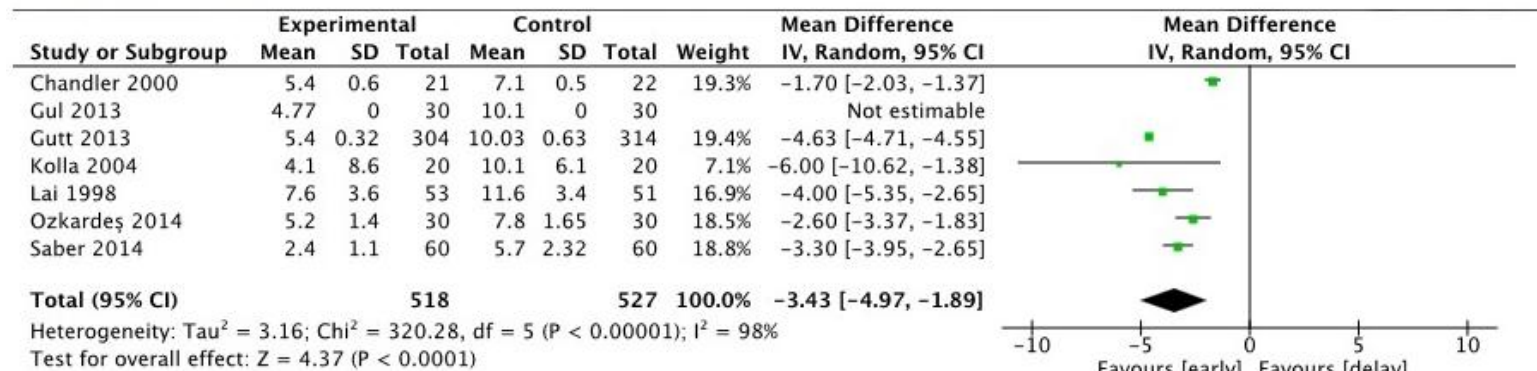 Experimental Control Mean Difference Mean Difference
Study or Subgroup Mean SD Total Mean SD Total Weight IV, Random, 95% CI IV, Random, 95% CI
Chandler 2000 5.4 0.6 21 7.1 0.5 22 19.3% −1.70 [−2.03, −1.37]
Gul 2013 4.77 0 30 10.1 0 30 Not estimable
Gutt 2013 5.4 0.32 304 10.03 0.63 314 19.4% −4.63 [−4.71, −4.55]
Kolla 2004 4.1 8.6 20 10.1 6.1 20 7.1% −6.00 [−10.62, −1.38]
Lai 1998 7.6 3.6 53 11.6 3.4 51 16.9% −4.00 [−5.35, −2.65]
Ozkardeş 2014 5.2 1.4 30 7.8 1.65 30 18.5% −2.60 [−3.37, −1.83]
Saber 2014 2.4 1.1 60 5.7 2.32 60 18.8% −3.30 [−3.95, −2.65]
Total (95% CI) 518 527 100.0% −3.43 [−4.97, −1.89]
Heterogeneity: Tau² = 3.16; Chi² = 320.28, df = 5 (P < 0.00001); I² = 98%
Test for overall effect: Z = 4.37 (P < 0.0001)
−10 −5 0 5 10
Favours [early] Favours [delay]